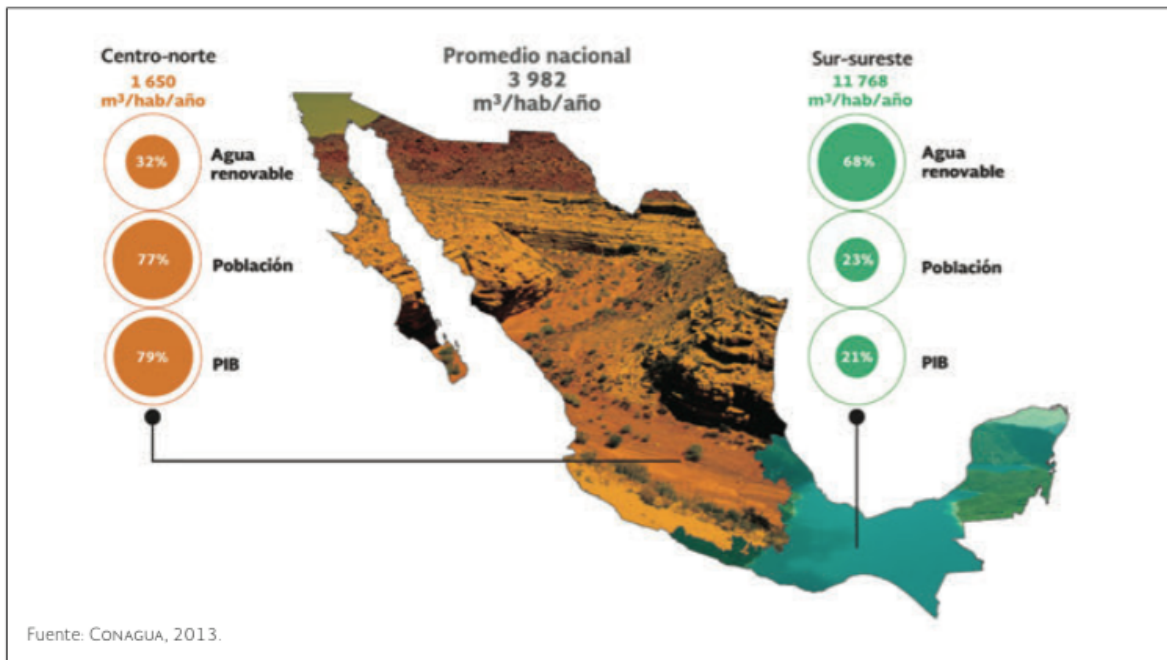 Centro-norte
1 650
m³/hab/año
32%
Agua
renovable
77%
Población
79%
PIB
Promedio nacional
3 982
m³/hab/año
Sur-sureste
11 768
m³/hab/año
68%
Agua
renovable
23%
Población
21%
PIB
Fuente: CONAGUA, 2013.